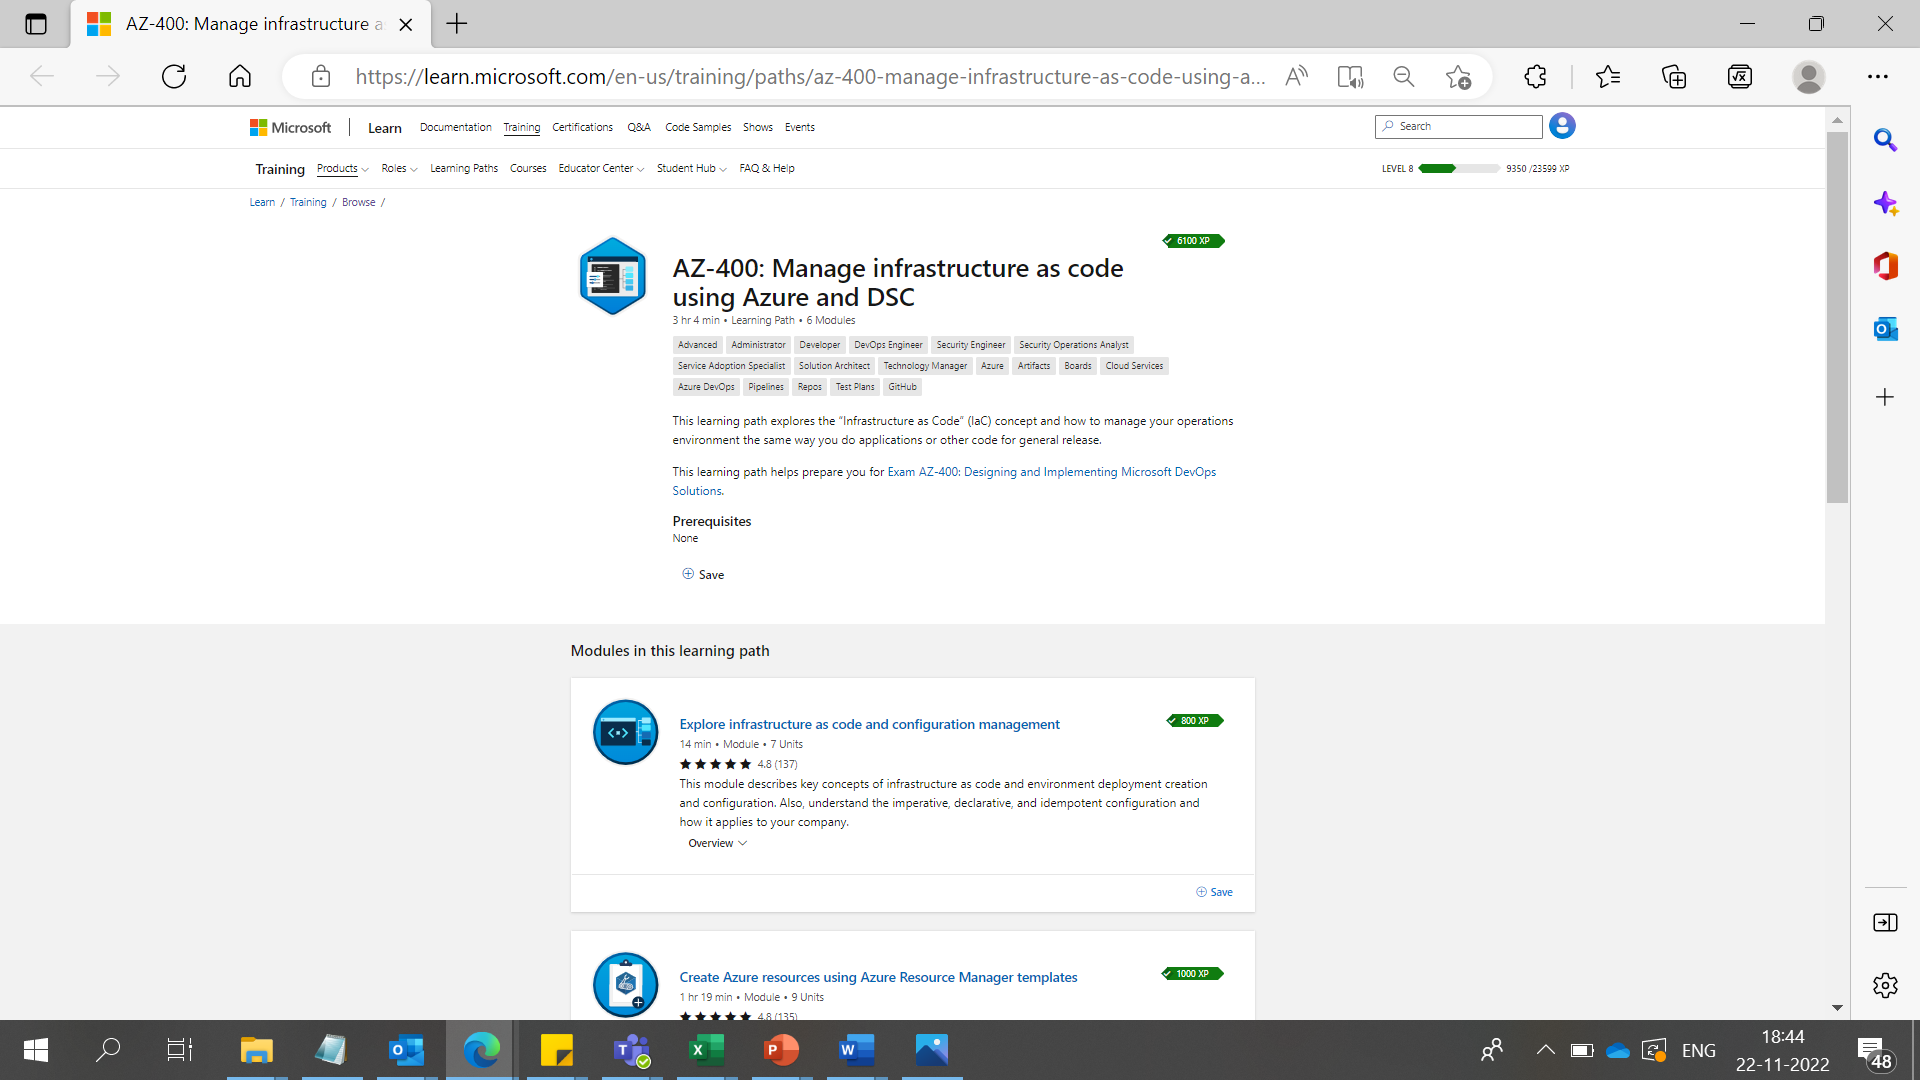 AZ-400: Manage infrastructure a
https://learn.microsoft.com/en-us/training/paths/az-400-manage-infrastructure-as-code-using-a...
Microsoft Learn Documentation Training Certifications Q&A Code Samples Shows Events Search
Training Products Roles Learning Paths Courses Educator Center Student Hub FAQ & Help LEVEL 8 9350 /23599 XP
Learn / Training / Browse /
6100 XP
AZ-400: Manage infrastructure as code
using Azure and DSC
3 hr 4 min • Learning Path • 6 Modules
Advanced Administrator Developer DevOps Engineer Security Engineer Security Operations Analyst
Service Adoption Specialist Solution Architect Technology Manager Azure Artifacts Boards Cloud Services
Azure DevOps Pipelines Repos Test Plans GitHub
This learning path explores the "Infrastructure as Code" (IaC) concept and how to manage your operations
environment the same way you do applications or other code for general release.
This learning path helps prepare you for Exam AZ-400: Designing and Implementing Microsoft DevOps
Solutions.
Prerequisites
None
Save
Modules in this learning path
Explore infrastructure as code and configuration management 800 XP
14 min • Module • 7 Units
4.8 (137)
This module describes key concepts of infrastructure as code and environment deployment creation
and configuration. Also, understand the imperative, declarative, and idempotent configuration and
how it applies to your company.
Overview
Save
Create Azure resources using Azure Resource Manager templates 1000 XP
1 hr 19 min • Module • 9 Units
4.8 (135)
ENG
18:44
22-11-2022
48